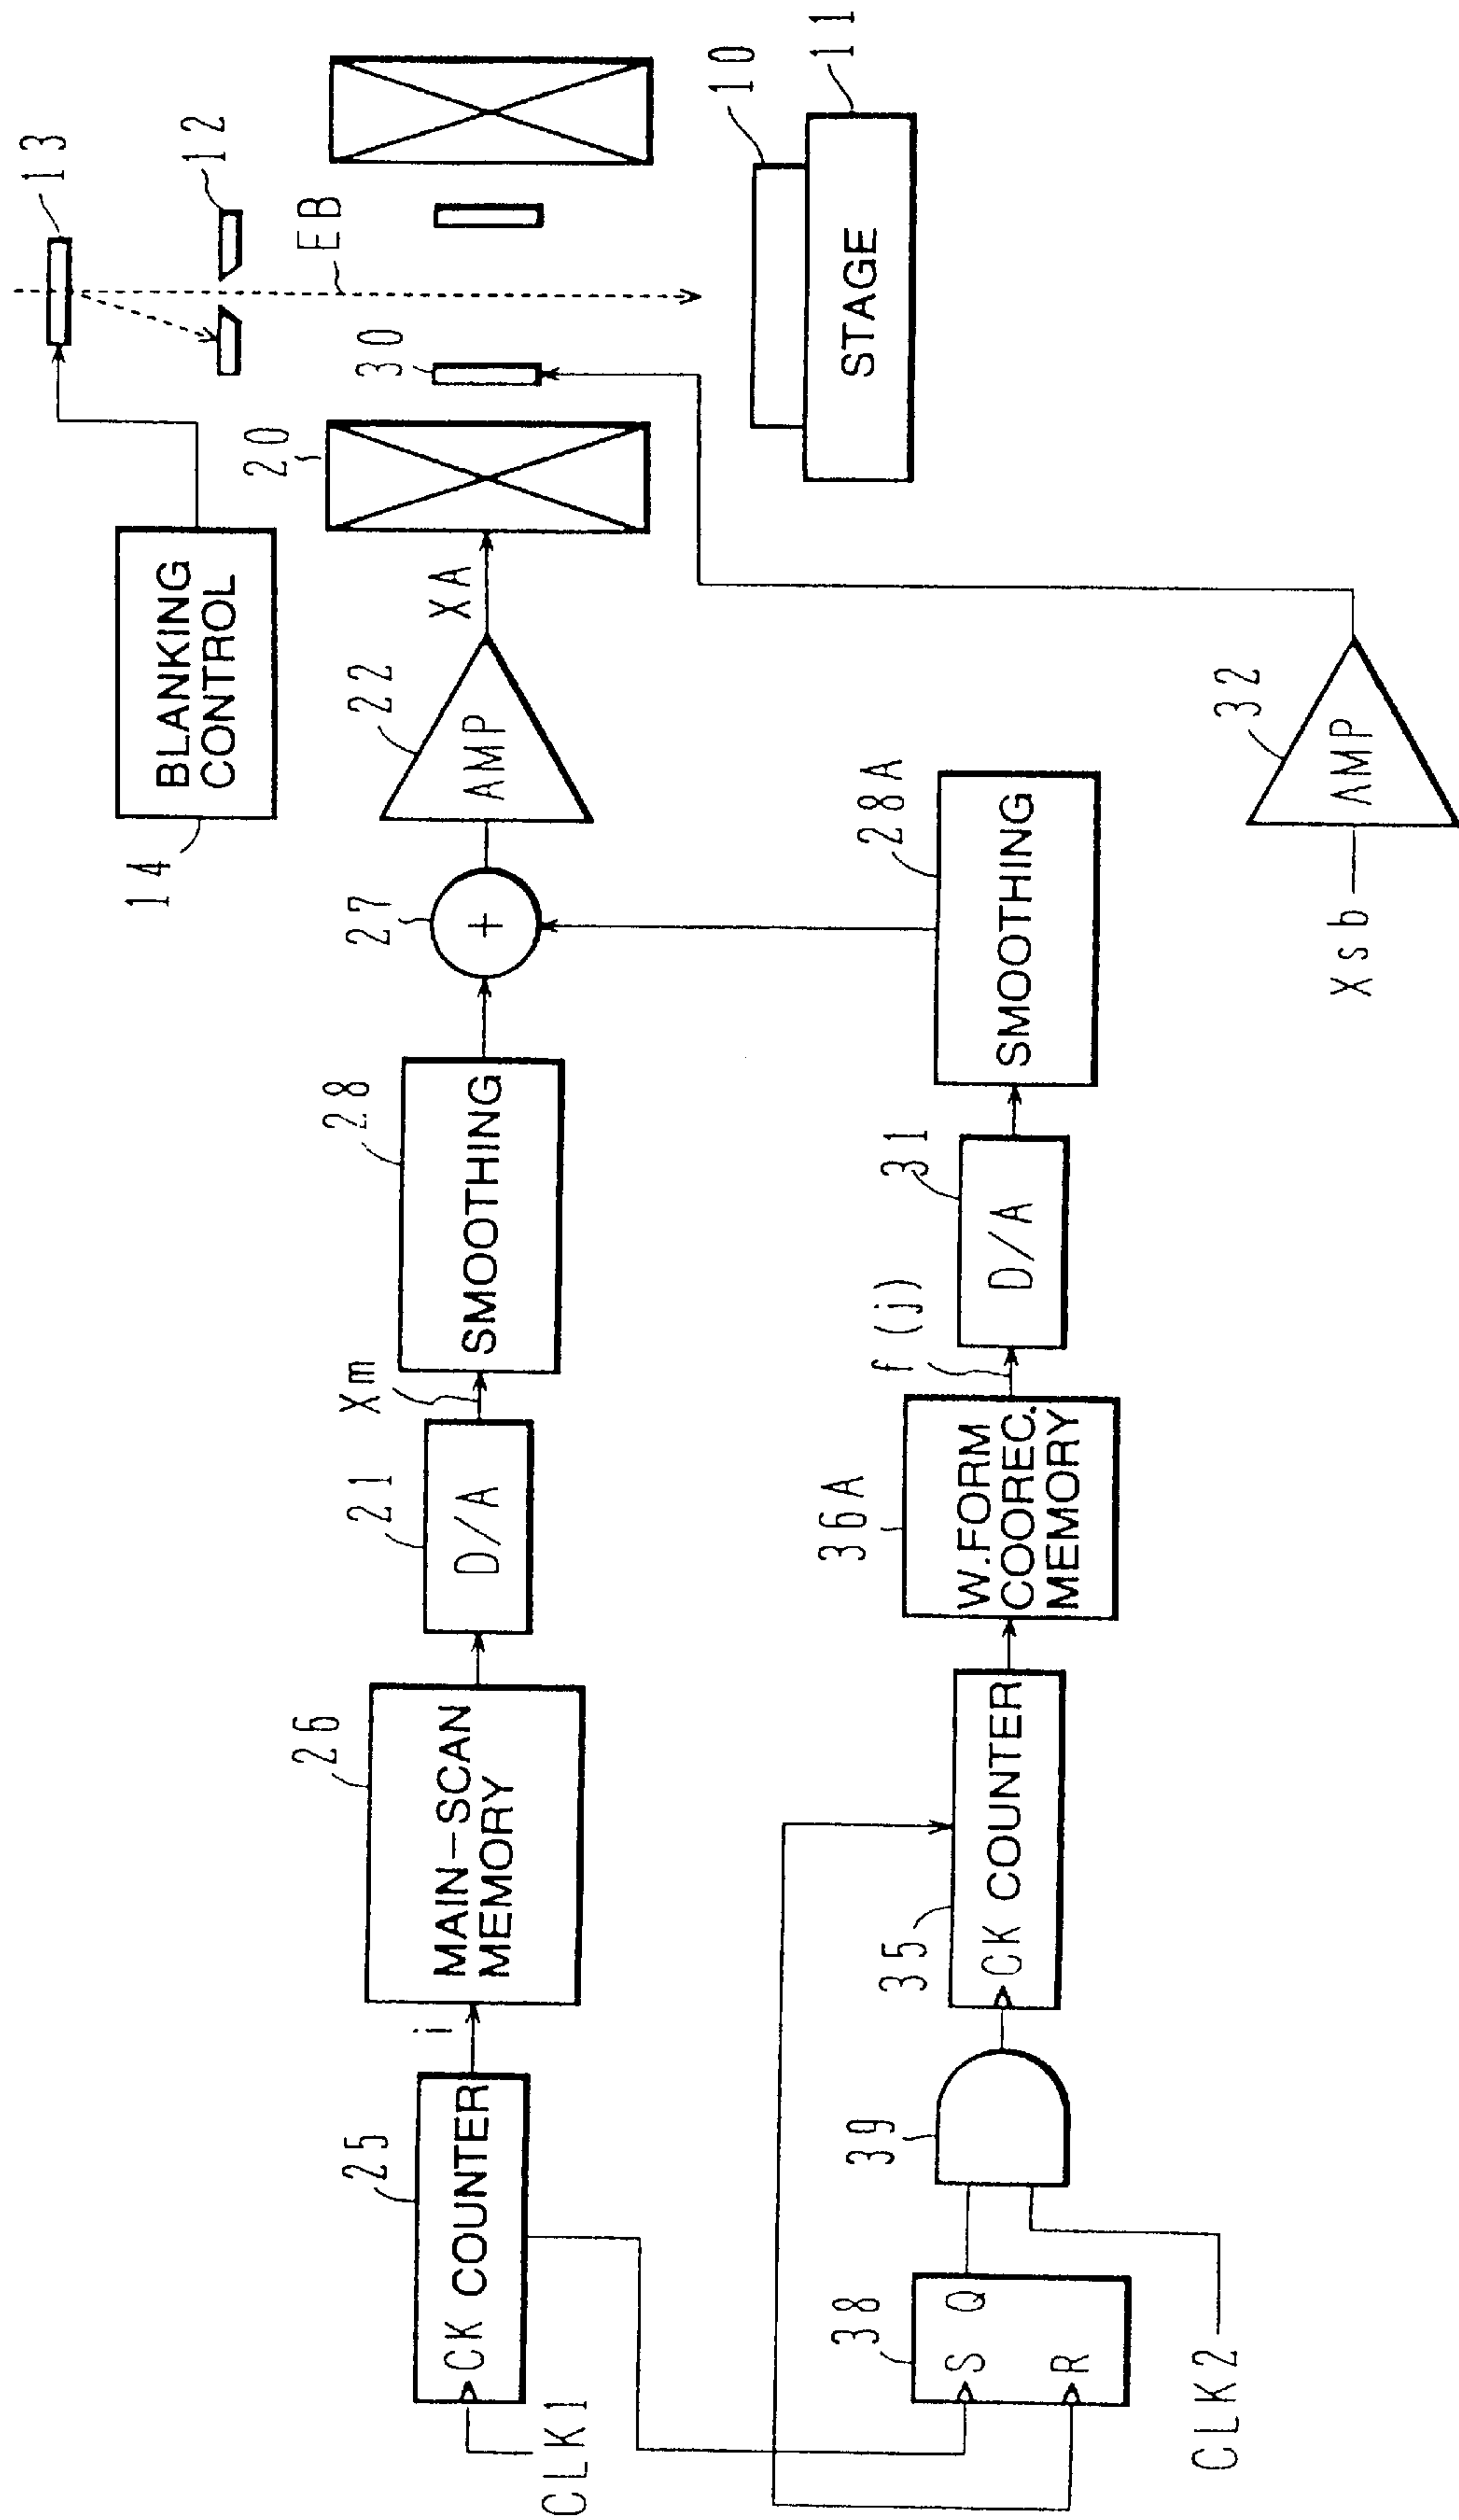 13
12
EB
BLANKING
CONTROL
14
20
30
10
11
STAGE
CLK1
CK COUNTER
25
i
MAIN-SCAN
MEMORY
26
D/A
21
Xm
SMOOTHING
28
+
27
AMP
22
XA
S
Q
R
38
CLK2
39
CK COUNTER
35
W.FORM
COOREC.
MEMORY
36A
f(j)
D/A
31
SMOOTHING
28A
Xsb
AMP
32